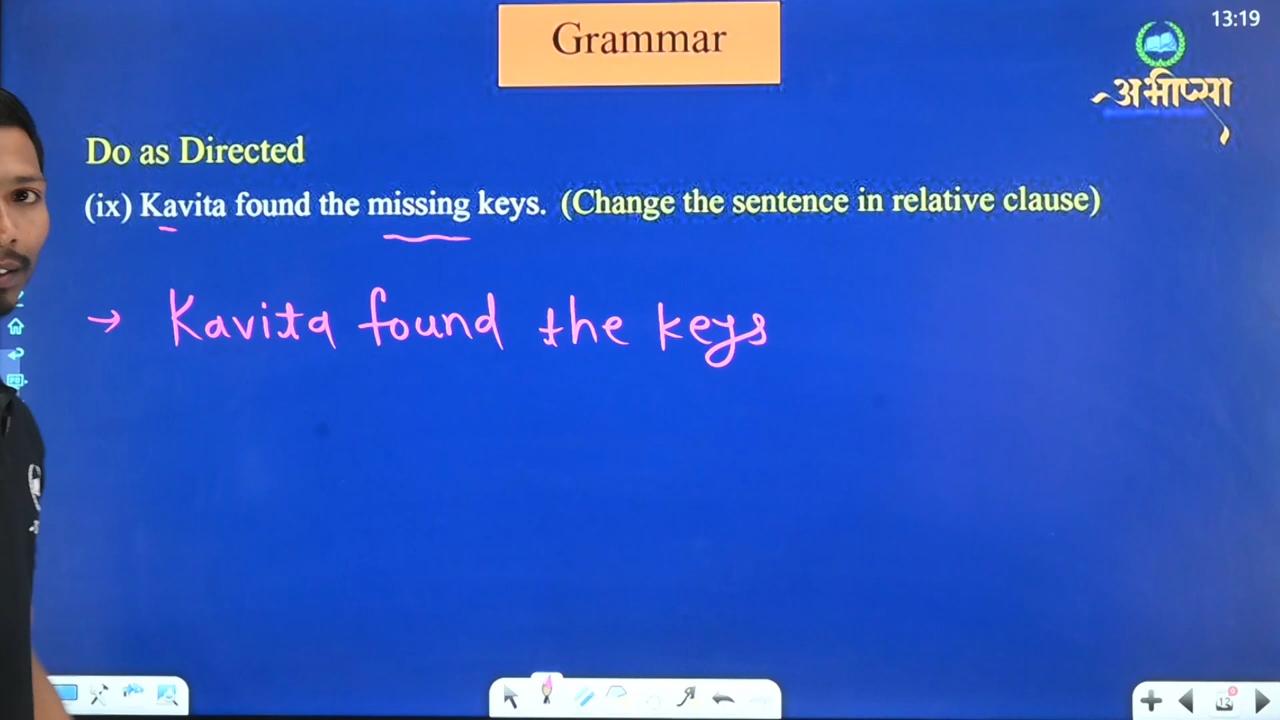 Grammar
13:19
अभीप्सा
Do as Directed
(ix) Kavita found the missing keys. (Change the sentence in relative clause)
→ Kavita found the keys